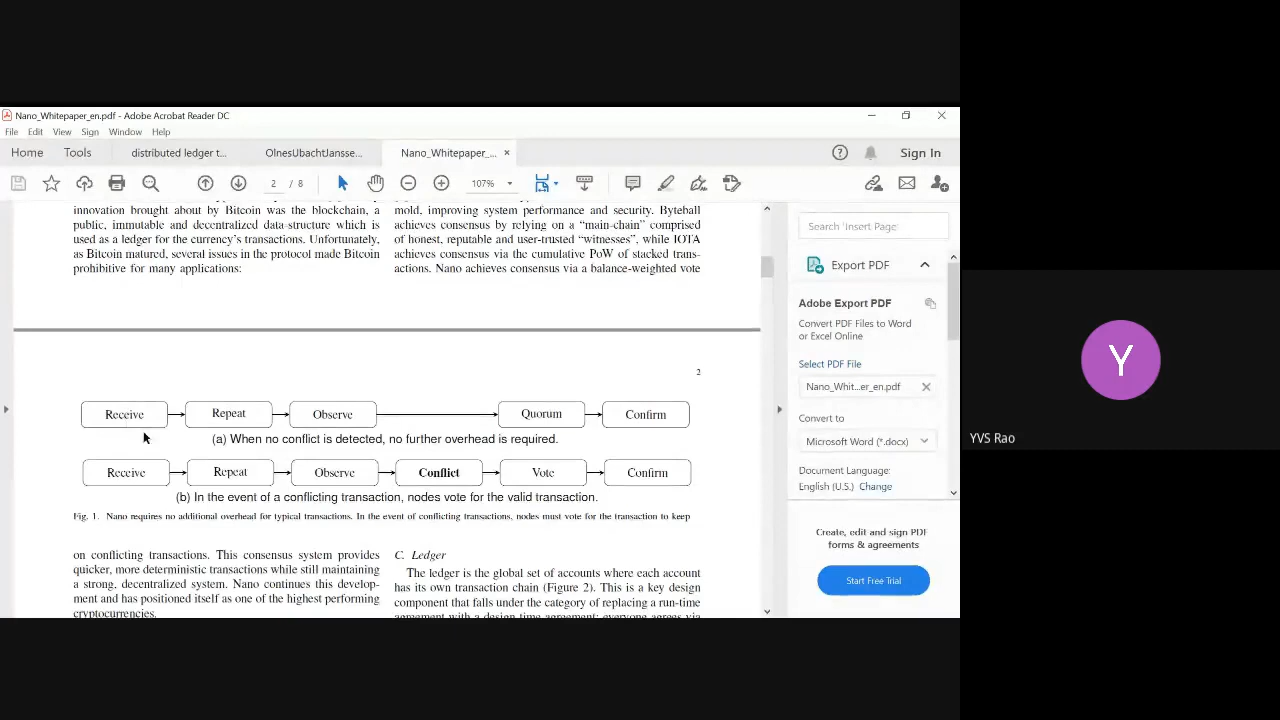 Nano_Whitepaper_en.pdf - Adobe Acrobat Reader DC
File Edit View Window Sign Help
Home Tools distributed ledger t... OlnesUbachtJansse... Nano_Whitepaper_... × Sign In
2 / 8 107%
innovation brought about by Bitcoin was the blockchain, a
public, immutable and decentralized data-structure which is
used as a ledger for the currency's transactions. Unfortunately,
as Bitcoin matured, several issues in the protocol made Bitcoin
prohibitive for many applications:
mold, improving system performance and security. Byteball
achieves consensus by relying on a “main-chain” comprised
of honest, reputable and user-trusted “witnesses”, while IOTA
achieves consensus via the cumulative PoW of stacked trans-
actions. Nano achieves consensus via a balance-weighted vote
2
Receive Repeat Observe Quorum Confirm
(a) When no conflict is detected, no further overhead is required.
Receive Repeat Observe Conflict Vote Confirm
(b) In the event of a conflicting transaction, nodes vote for the valid transaction.
Fig. 1. Nano requires no additional overhead for typical transactions. In the event of conflicting transactions, nodes must vote for the transaction to keep
on conflicting transactions. This consensus system provides
quicker, more deterministic transactions while still maintaining
a strong, decentralized system. Nano continues this develop-
ment and has positioned itself as one of the highest performing
cryptocurrencies.
C. Ledger
The ledger is the global set of accounts where each account
has its own transaction chain (Figure 2). This is a key design
component that falls under the category of replacing a run-time
agreement with a design time agreement; everyone agrees via
Search 'Insert Page'
Export PDF
Adobe Export PDF
Convert PDF Files to Word
or Excel Online
Select PDF File
Nano_Whit...er_en.pdf
Convert to
Microsoft Word (*.docx)
Document Language:
English (U.S.) Change
Create, edit and sign PDF
forms & agreements
Start Free Trial
Y
YVS Rao